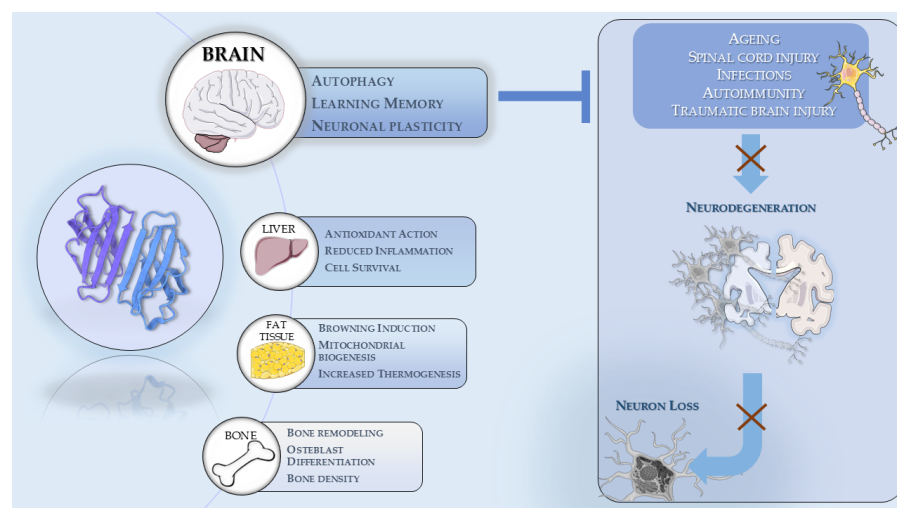 BRAIN
AUTOPHAGY
LEARNING MEMORY
NEURONAL PLASTICITY
LIVER
ANTIOXIDANT ACTION
REDUCED INFLAMMATION
CELL SURVIVAL
FAT
TISSUE
BROWNING INDUCTION
MITOCHONDRIAL
BIOGENESIS
INCREASED THERMOGENESIS
BONE
BONE REMODELING
OSTEBLAST
DIFFERENTIATION
BONE DENSITY
AGEING
SPINAL CORD INJURY
INFECTIONS
AUTOIMMUNITY
TRAUMATIC BRAIN INJURY
NEURODEGENERATION
NEURON LOSS